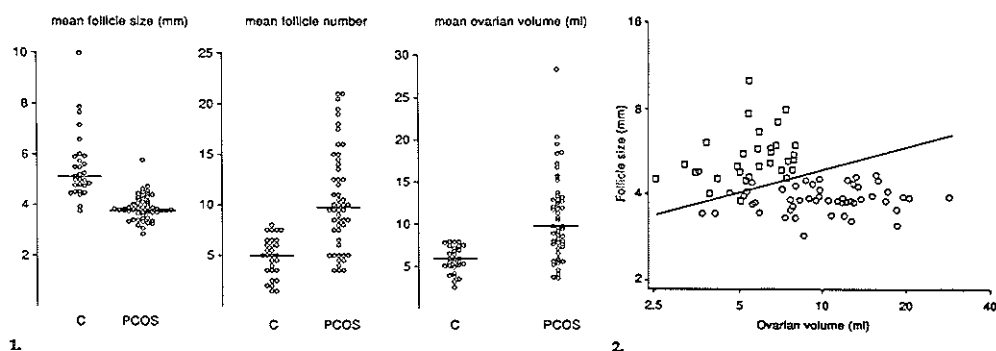 mean follicle size (mm)
10
8
6
4
2
C PCOS
mean follicle number
25
20
15
10
5
C PCOS
mean ovarian volume (ml)
30
25
20
15
10
5
C PCOS
1.
16
8
4
2
Follicle size (mm)
2.5 5 10 20 40
Ovarian volume (ml)
2.